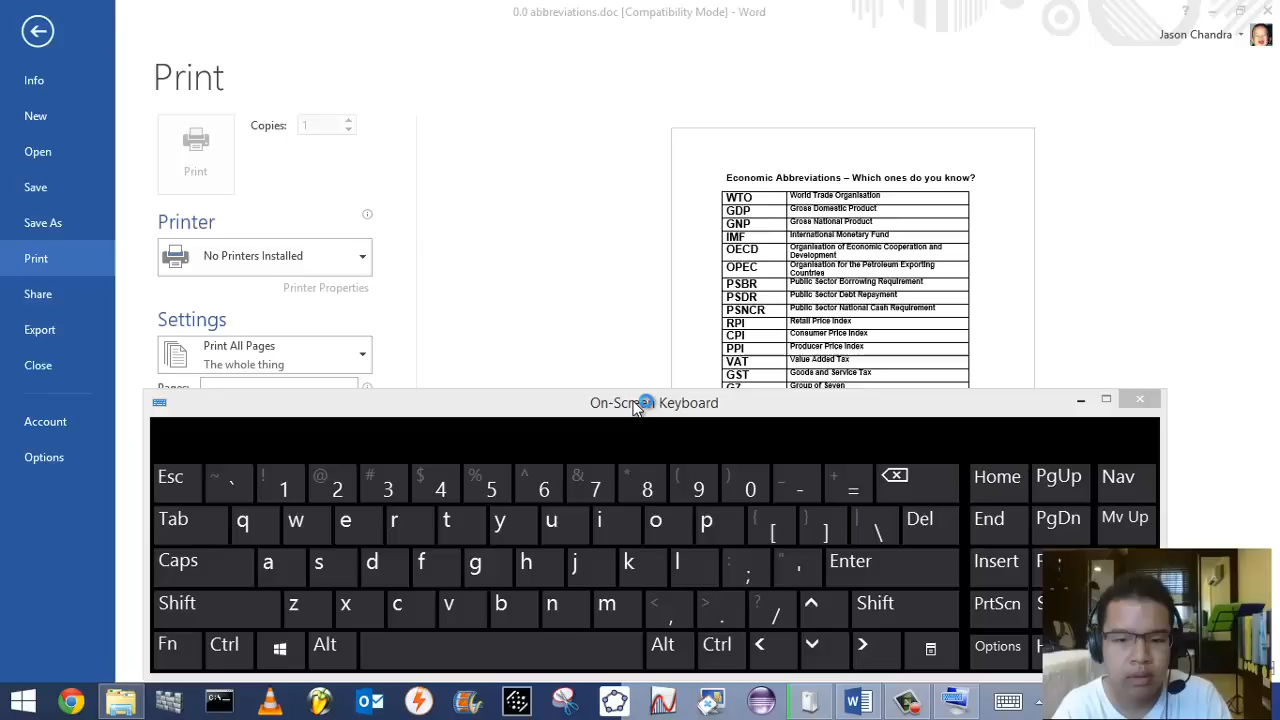 0.0 abbreviations.doc [Compatibility Mode] - Word
?
Jason Chandra
Info
New
Open
Save
Save As
Print
Share
Export
Close
Account
Options
Print
Print
Copies: 1
Printer
No Printers Installed
Printer Properties
Settings
Print All Pages
The whole thing
Pages:
Economic Abbreviations – Which ones do you know?
WTO World Trade Organisation
GDP Gross Domestic Product
GNP Gross National Product
IMF International Monetary Fund
OECD Organisation of Economic Cooperation and
Development
OPEC Organisation for the Petroleum Exporting
Countries
PSBR Public Sector Borrowing Requirement
PSDR Public Sector Debt Repayment
PSNCR Public Sector National Cash Requirement
RPI Retail Price Index
CPI Consumer Price Index
PPI Producer Price Index
VAT Value Added Tax
GST Goods and Service Tax
G7 Group of Seven
On-Screen Keyboard
Esc ~ ` ! 1 @ 2 # 3 $ 4 % 5 ^ 6 & 7 * 8 ( 9 ) 0 _ - + = Home PgUp Nav
Tab q w e r t y u i o p { [ } ] | \ Del End PgDn Mv Up
Caps a s d f g h j k l : ; " ' Enter Insert
Shift z x c v b n m < , > . ? / Shift PrtScn
Fn Ctrl Alt Alt Ctrl Options